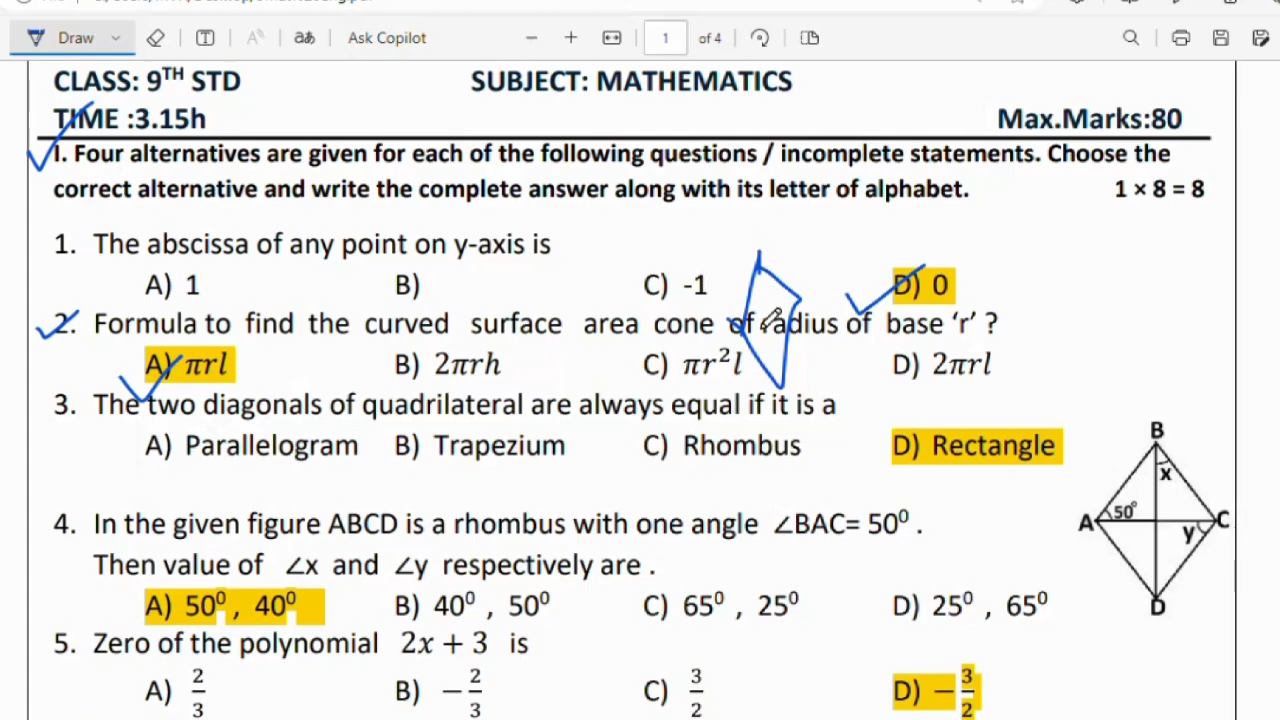 Draw
Ask Copilot
1 of 4
CLASS: 9TH STD SUBJECT: MATHEMATICS
TIME :3.15h Max.Marks:80
I. Four alternatives are given for each of the following questions / incomplete statements. Choose the
correct alternative and write the complete answer along with its letter of alphabet. 1 × 8 = 8
1. The abscissa of any point on y-axis is
A) 1 B) C) -1 D) 0
2. Formula to find the curved surface area cone of radius of base ‘r’ ?
A) πrl B) 2πrh C) πr²l D) 2πrl
3. The two diagonals of quadrilateral are always equal if it is a
A) Parallelogram B) Trapezium C) Rhombus D) Rectangle
4. In the given figure ABCD is a rhombus with one angle ∠BAC= 50⁰ .
Then value of ∠x and ∠y respectively are .
A) 50⁰ , 40⁰ B) 40⁰ , 50⁰ C) 65⁰ , 25⁰ D) 25⁰ , 65⁰
B
x
A 50° y C
D
5. Zero of the polynomial 2x + 3 is
A) 2/3 B) −2/3 C) 3/2 D) −3/2